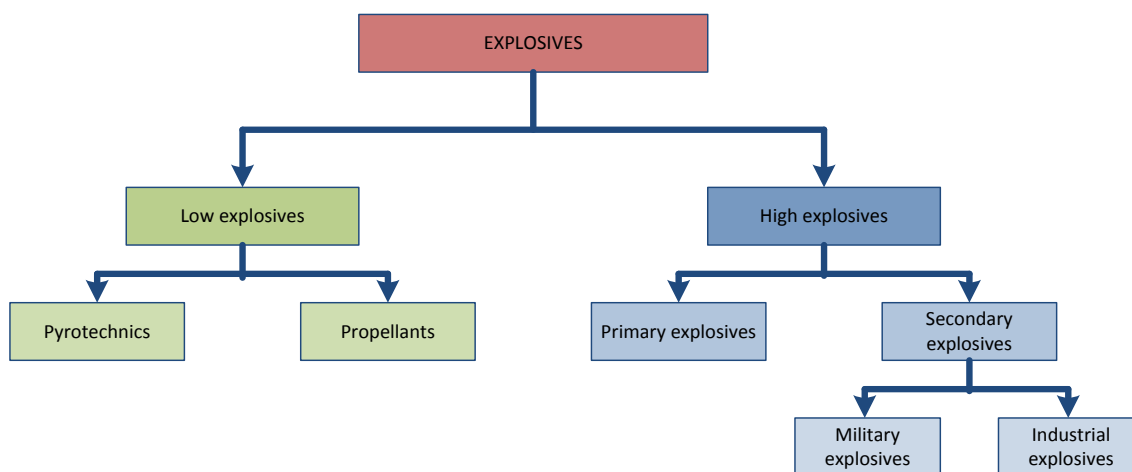 EXPLOSIVES
Low explosives
High explosives
Pyrotechnics
Propellants
Primary explosives
Secondary
explosives
Military
explosives
Industrial
explosives